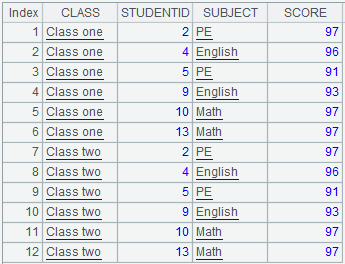 Index CLASS STUDENTID SUBJECT SCORE
1 Class one 2 PE 97
2 Class one 4 English 96
3 Class one 5 PE 91
4 Class one 9 English 93
5 Class one 10 Math 97
6 Class one 13 Math 97
7 Class two 2 PE 97
8 Class two 4 English 96
9 Class two 5 PE 91
10 Class two 9 English 93
11 Class two 10 Math 97
12 Class two 13 Math 97